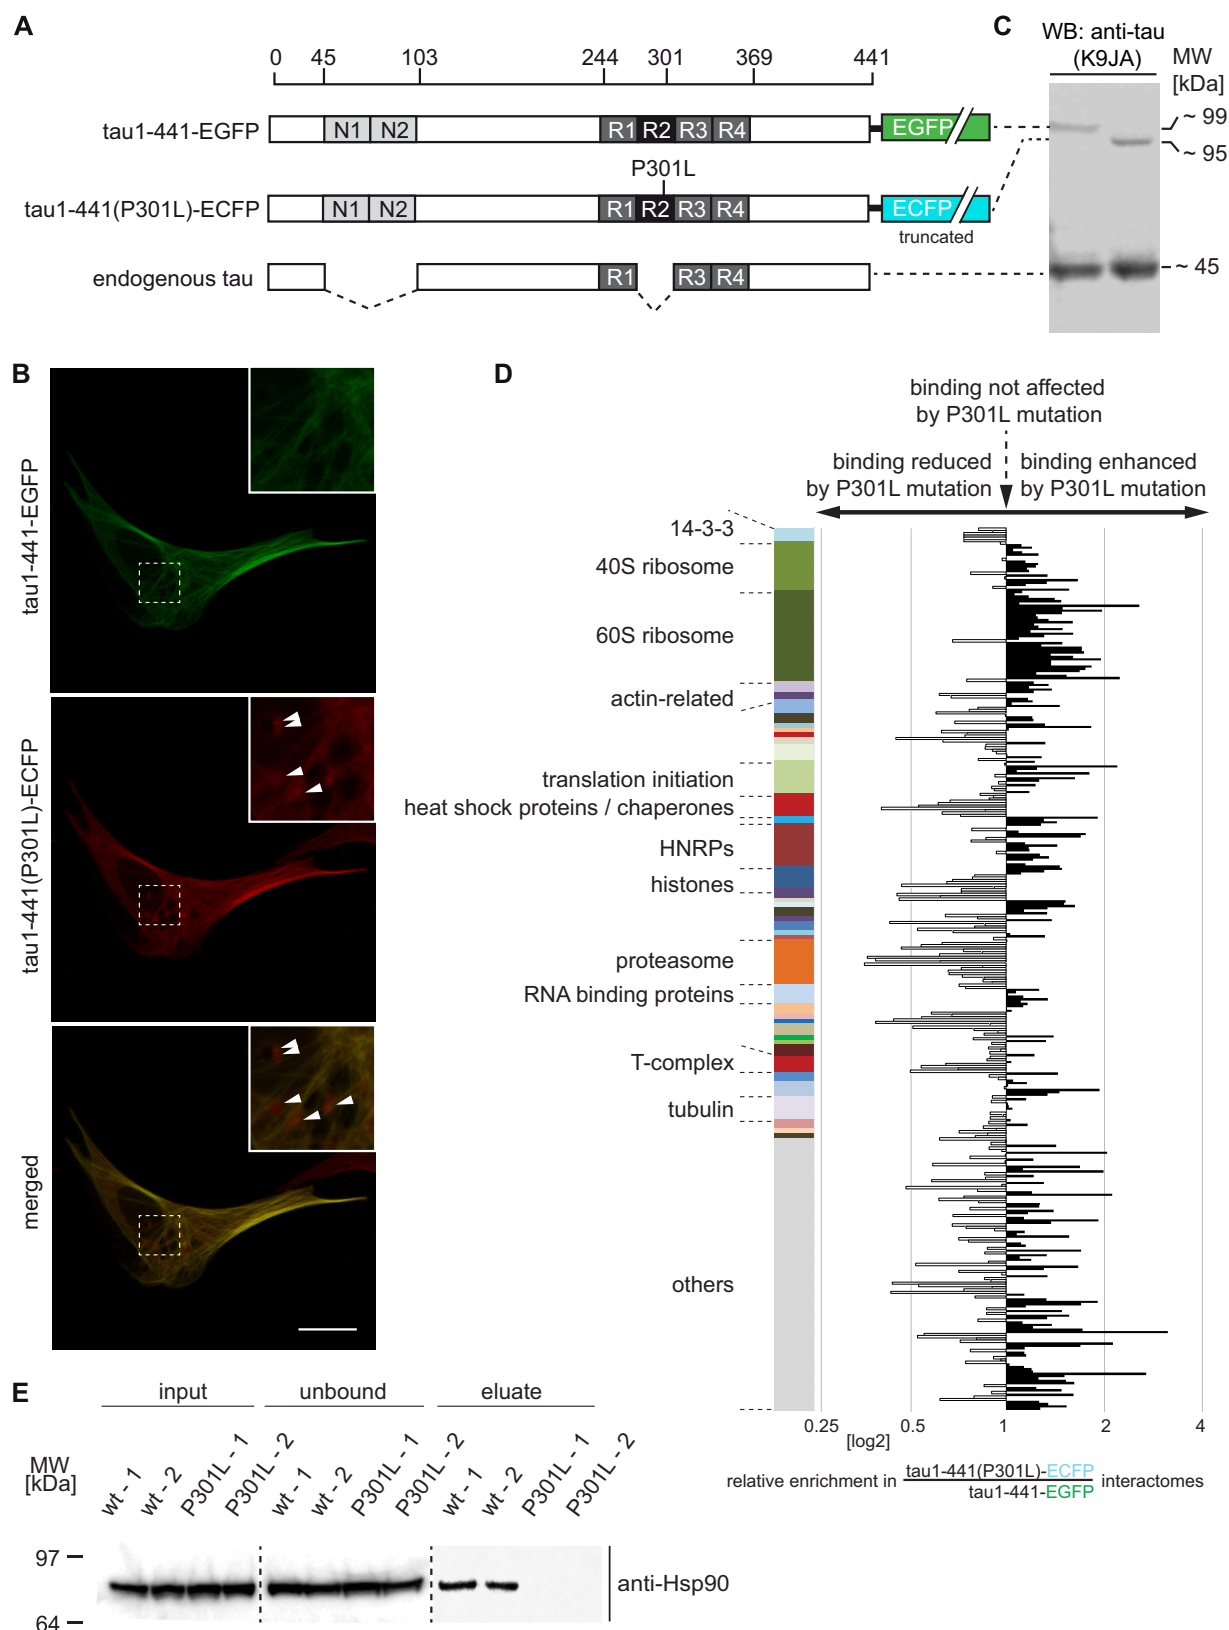 A
0 45 103 244 301 369 441
tau1-441-EGFP
N1 N2 R1 R2 R3 R4 EGFP
P301L
tau1-441(P301L)-ECFP
N1 N2 R1 R2 R3 R4 ECFP
truncated
endogenous tau
R1 R3 R4
C
WB: anti-tau
(K9JA)
MW
[kDa]
~ 99
~ 95
~ 45
B
tau1-441-EGFP
tau1-441(P301L)-ECFP
merged
D
binding not affected
by P301L mutation
binding reduced
by P301L mutation
binding enhanced
by P301L mutation
14-3-3
40S ribosome
60S ribosome
actin-related
translation initiation
heat shock proteins / chaperones
HNRPs
histones
proteasome
RNA binding proteins
T-complex
tubulin
others
0.25 0.5 1 2 4
[log2]
relative enrichment in tau1-441(P301L)-ECFP interactomes
tau1-441-EGFP
E
input unbound eluate
MW
[kDa]
wt - 1 wt - 2 P301L - 1 P301L - 2 wt - 1 wt - 2 P301L - 1 P301L - 2 wt - 1 wt - 2 P301L - 1 P301L - 2
97
64
anti-Hsp90